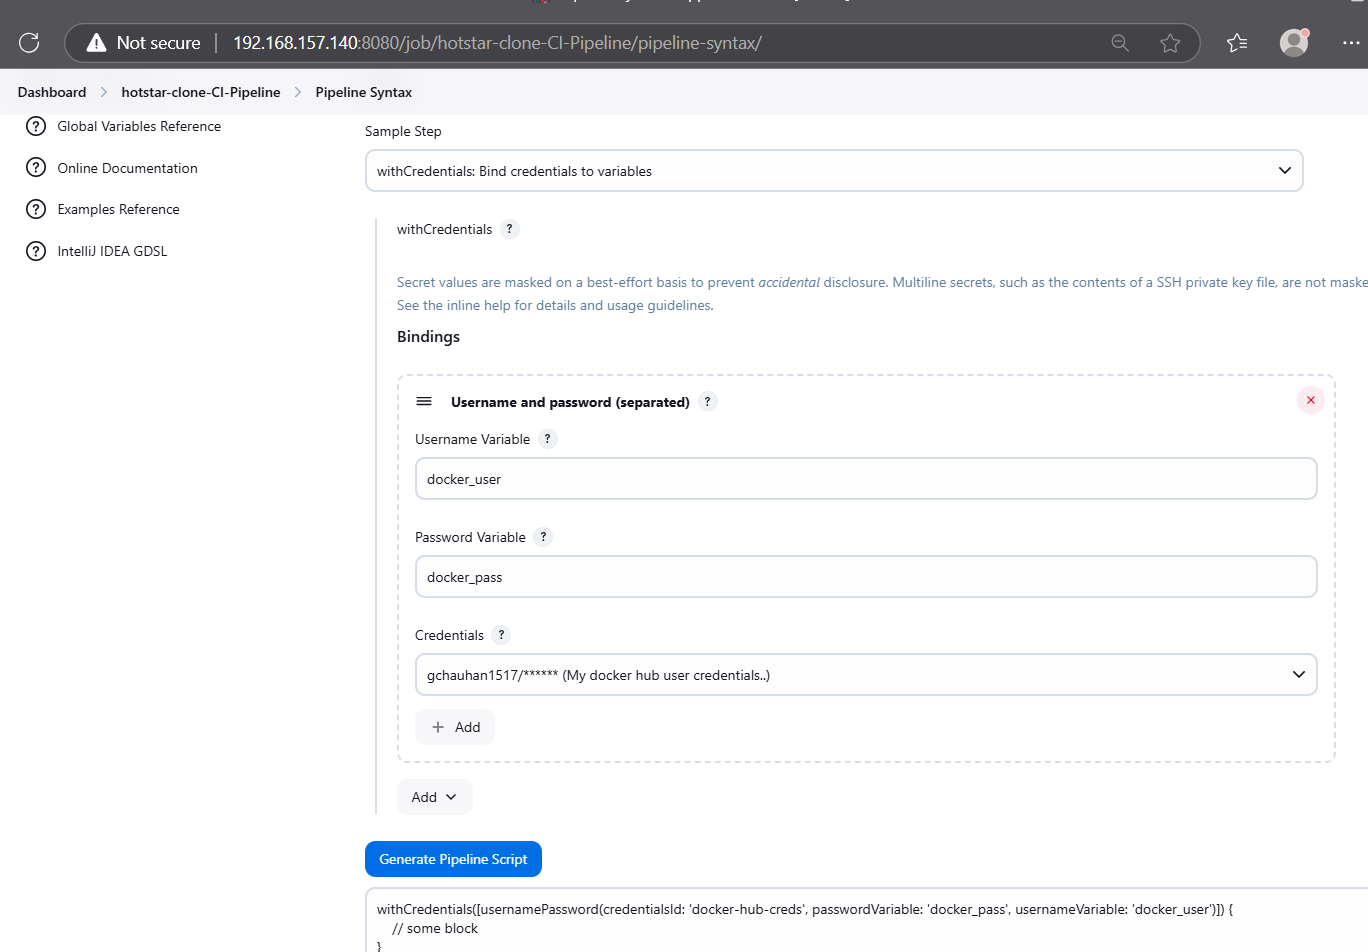 Not secure
192.168.157.140:8080/job/hotstar-clone-CI-Pipeline/pipeline-syntax/
Dashboard > hotstar-clone-CI-Pipeline > Pipeline Syntax
Global Variables Reference
Online Documentation
Examples Reference
IntelliJ IDEA GDSL
Sample Step
withCredentials: Bind credentials to variables
withCredentials ?
Secret values are masked on a best-effort basis to prevent accidental disclosure. Multiline secrets, such as the contents of a SSH private key file, are not maske
See the inline help for details and usage guidelines.
Bindings
Username and password (separated) ?
Username Variable ?
docker_user
Password Variable ?
docker_pass
Credentials ?
gchauhan1517/****** (My docker hub user credentials..)
+ Add
Add
Generate Pipeline Script
withCredentials([usernamePassword(credentialsId: 'docker-hub-creds', passwordVariable: 'docker_pass', usernameVariable: 'docker_user')]) {
// some block
}